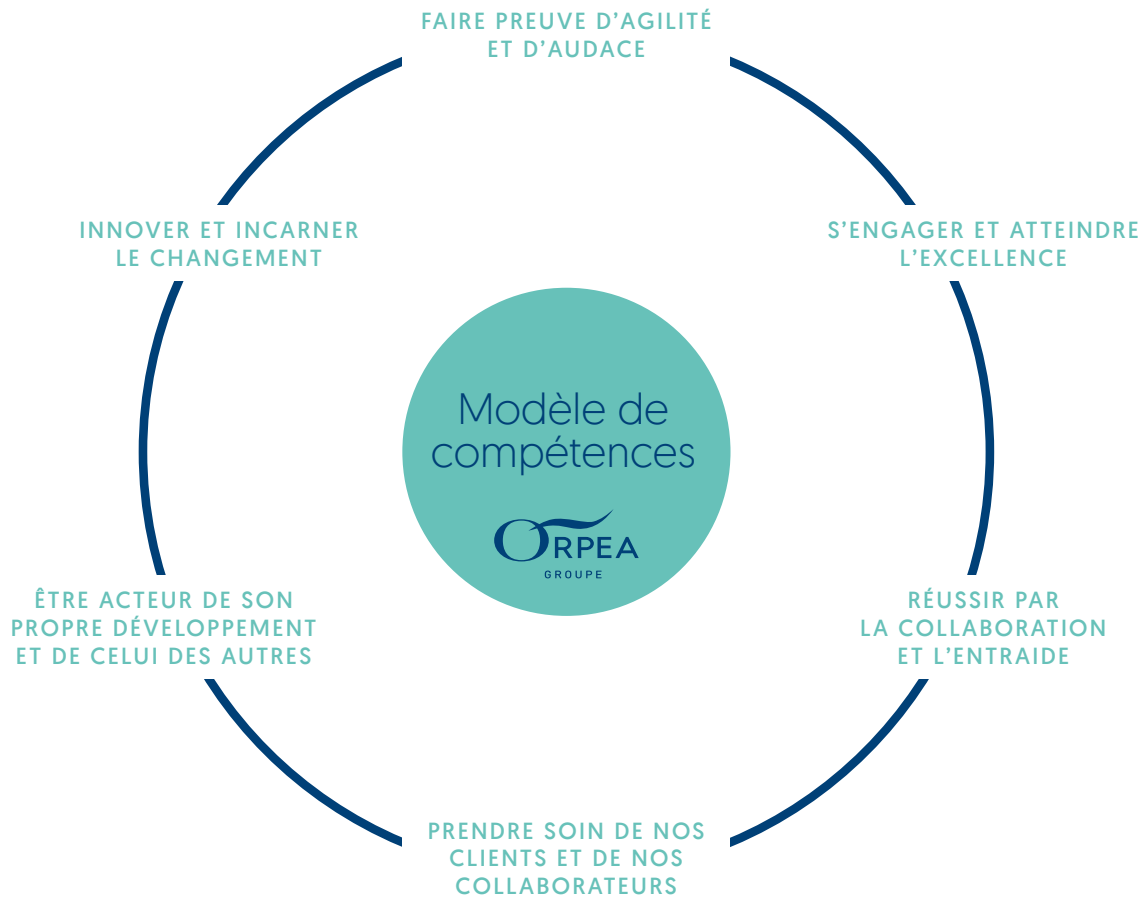 FAIRE PREUVE D’AGILITÉ
ET D’AUDACE
INNOVER ET INCARNER
LE CHANGEMENT
S’ENGAGER ET ATTEINDRE
L’EXCELLENCE
Modèle de
compétences
ORPEA
GROUPE
ÊTRE ACTEUR DE SON
PROPRE DÉVELOPPEMENT
ET DE CELUI DES AUTRES
RÉUSSIR PAR
LA COLLABORATION
ET L’ENTRAIDE
PRENDRE SOIN DE NOS
CLIENTS ET DE NOS
COLLABORATEURS